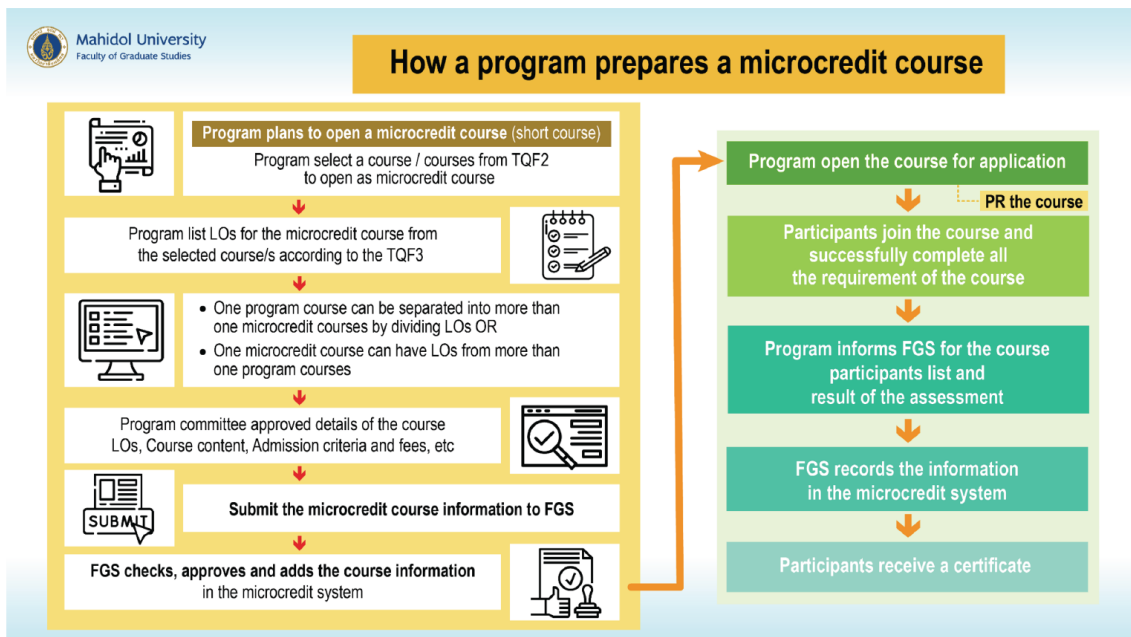 Mahidol University
Faculty of Graduate Studies
How a program prepares a microcredit course
Program plans to open a microcredit course (short course)
Program select a course / courses from TQF2
to open as microcredit course
Program list LOs for the microcredit course from
the selected course/s according to the TQF3
• One program course can be separated into more than
one microcredit courses by dividing LOs OR
• One microcredit course can have LOs from more than
one program courses
Program committee approved details of the course
LOs, Course content, Admission criteria and fees, etc
SUBMIT
Submit the microcredit course information to FGS
FGS checks, approves and adds the course information
in the microcredit system
Program open the course for application
PR the course
Participants join the course and
successfully complete all
the requirement of the course
Program informs FGS for the course
participants list and
result of the assessment
FGS records the information
in the microcredit system
Participants receive a certificate